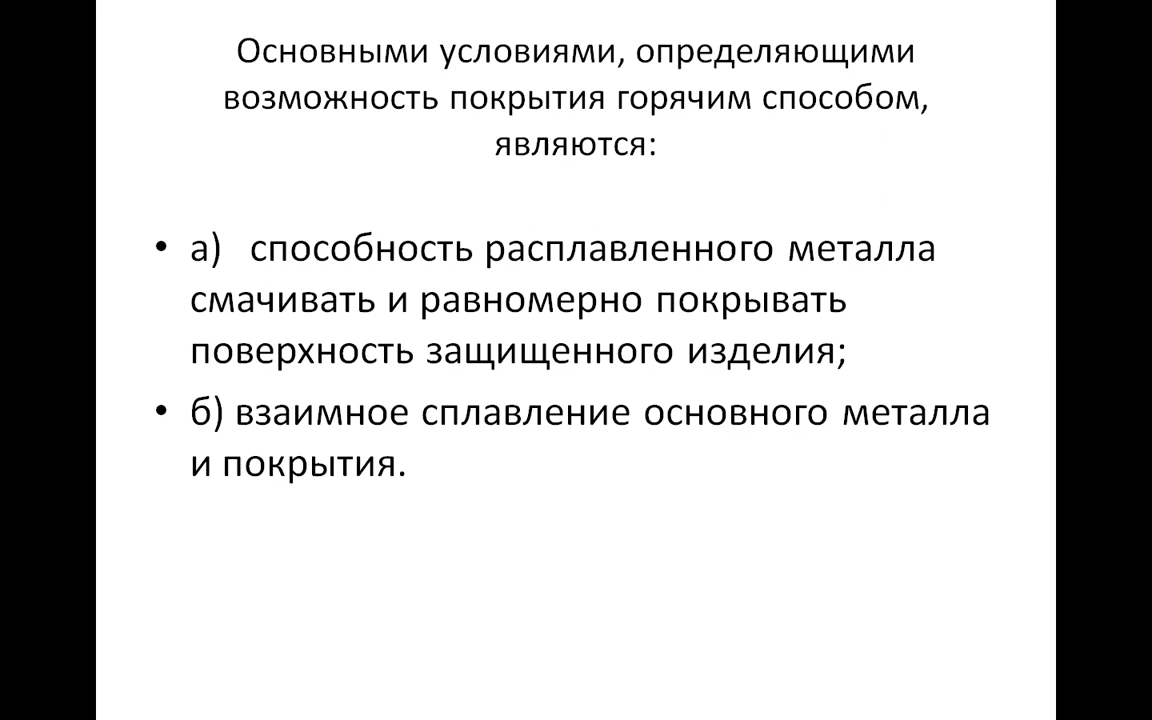 Основными условиями, определяющими
возможность покрытия горячим способом,
являются:
• а) способность расплавленного металла
смачивать и равномерно покрывать
поверхность защищенного изделия;
• б) взаимное сплавление основного металла
и покрытия.